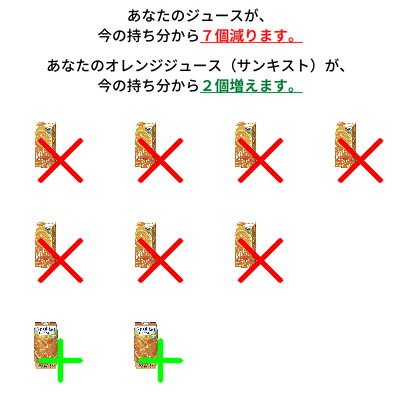 あなたのジュースが、
今の持ち分から７個減ります。
あなたのオレンジジュース（サンキスト）が、
今の持ち分から２個増えます。